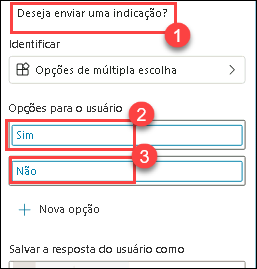 Deseja enviar uma indicação?
1
Identificar
Opções de múltipla escolha
Opções para o usuário
2
Sim
3
Não
Nova opção
Salvar a resposta do usuário como